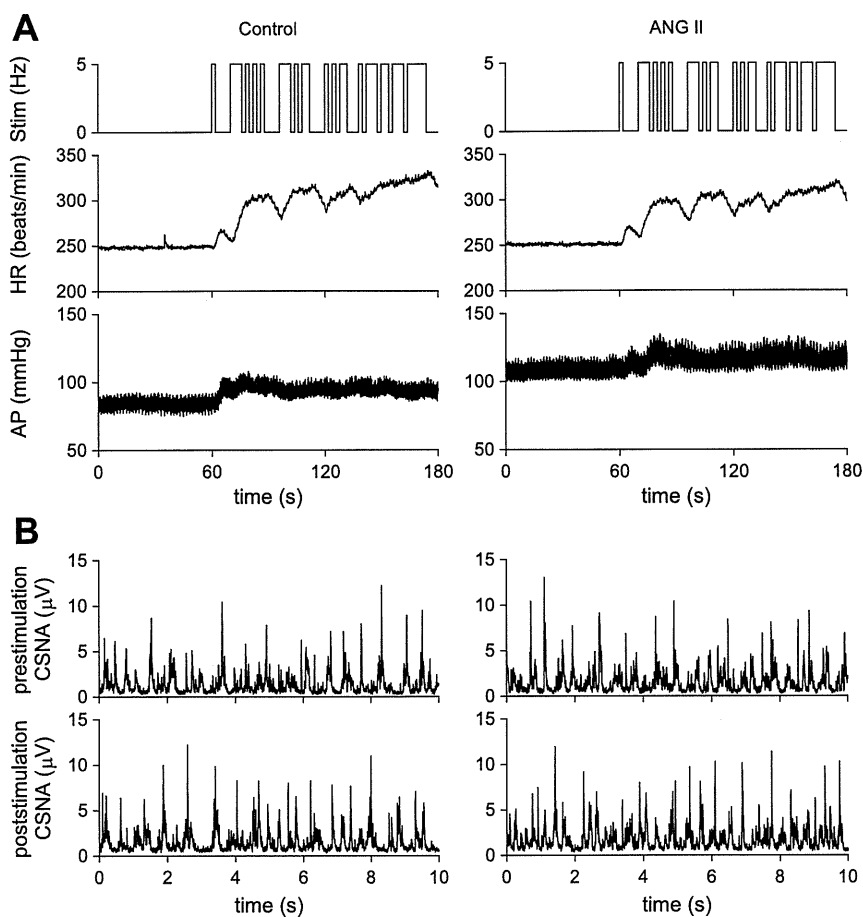 A
Control
ANG II
Stim (Hz)
5
0
5
0
HR (beats/min)
350
300
250
200
350
300
250
200
AP (mmHg)
150
100
50
150
100
50
0 60 120 180
0 60 120 180
time (s)
time (s)
B
prestimulation
CSNA (µV)
15
10
5
0
15
10
5
0
poststimulation
CSNA (µV)
15
10
5
0
15
10
5
0
0 2 4 6 8 10
0 2 4 6 8 10
time (s)
time (s)